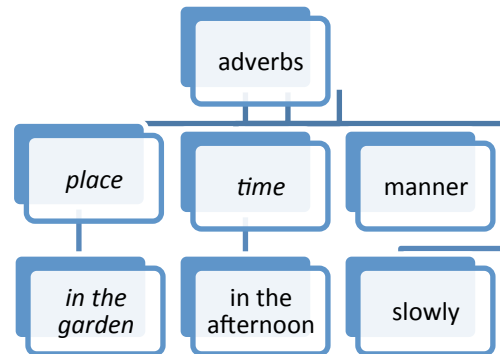 adverbs
place
time
manner
in the
garden
in the
afternoon
slowly